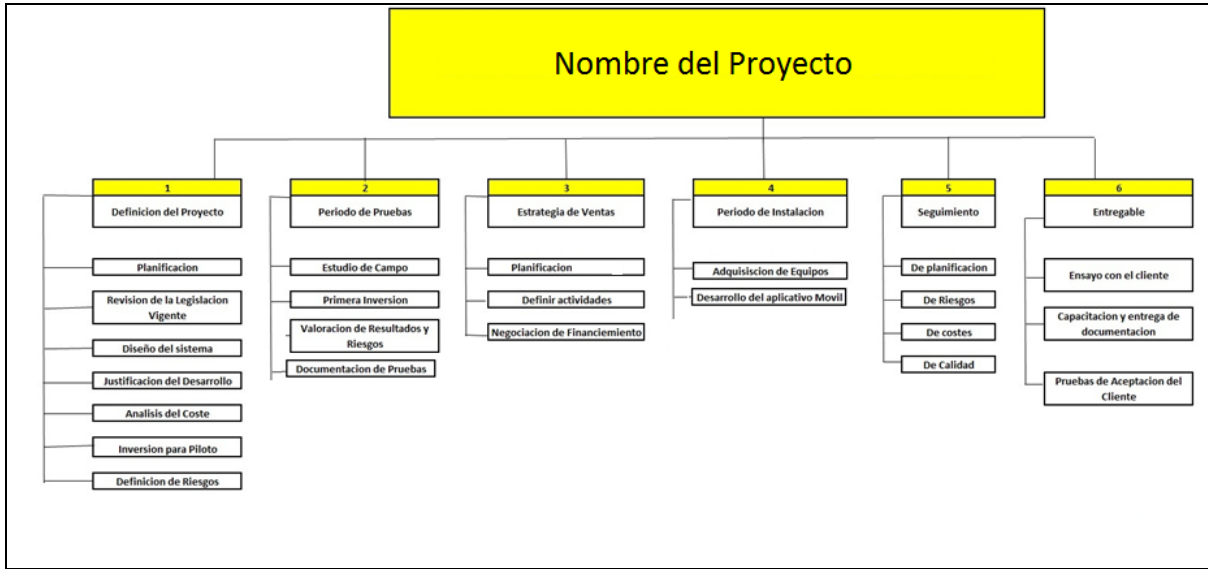 Nombre del Proyecto
1
Definicion del Proyecto
Planificacion
Revision de la Legislacion
Vigente
Diseño del sistema
Justificacion del Desarrollo
Analisis del Coste
Inversion para Piloto
Definicion de Riesgos
2
Periodo de Pruebas
Estudio de Campo
Primera Inversion
Valoracion de Resultados y
Riesgos
Documentacion de Pruebas
3
Estrategia de Ventas
Planificacion
Definir actividades
Negociacion de Financiemiento
4
Periodo de Instalacion
Adquisiscion de Equipos
Desarrollo del aplicativo Movil
5
Seguimiento
De planificacion
De Riesgos
De costes
De Calidad
6
Entregable
Ensayo con el cliente
Capacitacion y entrega de
documentacion
Pruebas de Aceptacion del
Cliente